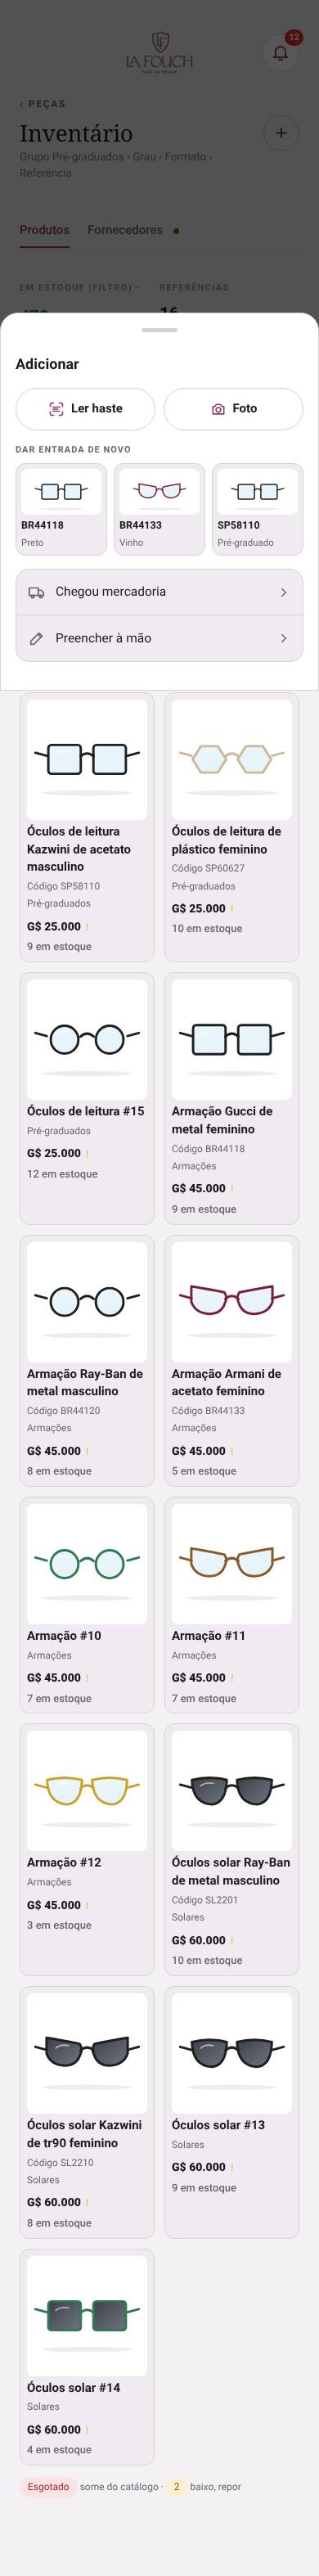 12
LA FOUCH
‹ PEÇAS
Inventário
+
Grupo Pré-graduados › Grau › Formato ›
Referência
Produtos Fornecedores
EM ESTOQUE (FILTRO) – REFERÊNCIAS
Adicionar
Ler haste Foto
DAR ENTRADA DE NOVO
BR44118 BR44133 SP58110
Preto Vinho Pré-graduado
Chegou mercadoria
Preencher à mão
Óculos de leitura
Kazwini de acetato
masculino
Código SP58110
Pré-graduados
G$ 25.000 !
9 em estoque
Óculos de leitura de
plástico feminino
Código SP60627
Pré-graduados
G$ 25.000 !
10 em estoque
Óculos de leitura #15
Pré-graduados
G$ 25.000 !
12 em estoque
Armação Gucci de
metal feminino
Código BR44118
Armações
G$ 45.000 !
9 em estoque
Armação Ray-Ban de
metal masculino
Código BR44120
Armações
G$ 45.000 !
8 em estoque
Armação Armani de
acetato feminino
Código BR44133
Armações
G$ 45.000 !
5 em estoque
Armação #10
Armações
G$ 45.000 !
7 em estoque
Armação #11
Armações
G$ 45.000 !
7 em estoque
Armação #12
Armações
G$ 45.000 !
3 em estoque
Óculos solar Ray-Ban
de metal masculino
Código SL2201
Solares
G$ 60.000 !
10 em estoque
Óculos solar Kazwini
de tr90 feminino
Código SL2210
Solares
G$ 60.000 !
8 em estoque
Óculos solar #13
Solares
G$ 60.000 !
9 em estoque
Óculos solar #14
Solares
G$ 60.000 !
4 em estoque
Esgotado some do catálogo · 2 baixo, repor